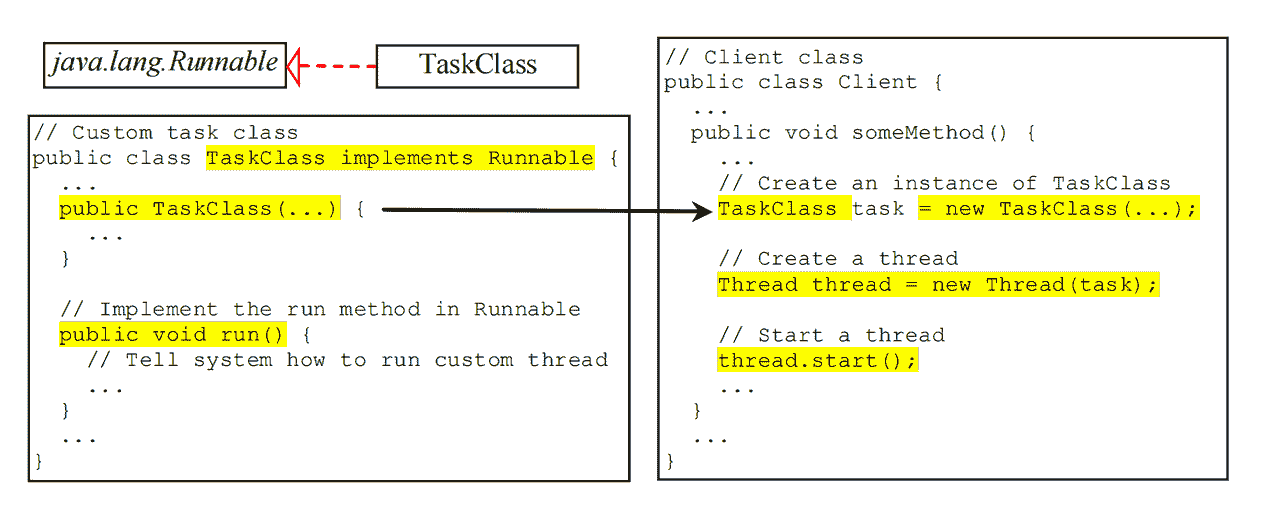 java.lang.Runnable
TaskClass
// Custom task class
public class TaskClass implements Runnable {
  ...
  public TaskClass(...) {
    ...
  }

  // Implement the run method in Runnable
  public void run() {
    // Tell system how to run custom thread
    ...
  }
  ...
}
// Client class
public class Client {
  ...
  public void someMethod() {
    ...
    // Create an instance of TaskClass
    TaskClass task = new TaskClass(...);

    // Create a thread
    Thread thread = new Thread(task);

    // Start a thread
    thread.start();
    ...
  }
  ...
}